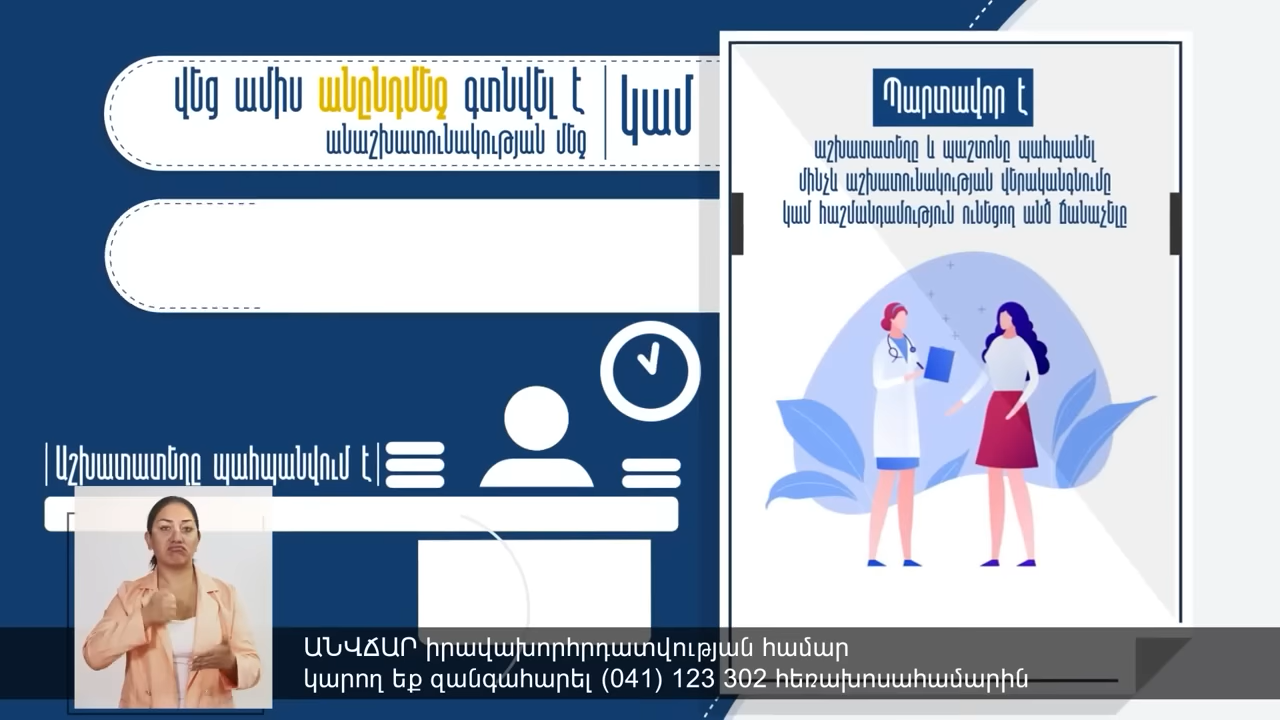 վեց ամիս անընդմեջ գտնվել է
անաշխատունակության մեջ
կամ
Պարտավոր է
աշխատատեղը և պաշտոնը պահպանել
մինչև աշխատունակության վերականգնումը
կամ հաշմանդամություն ունեցող անձ ճանաչելը
Աշխատատեղը պահպանվում է
ԱՆՎՃԱՐ իրավախորհրդատվության համար
կարող եք զանգահարել (041) 123 302 հեռախոսահամարին